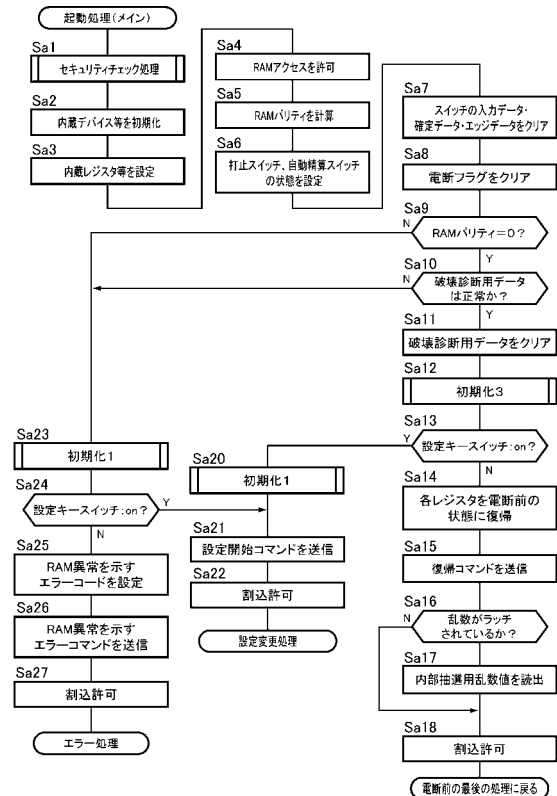 起動処理(メイン)
Sa1
セキュリティチェック処理
Sa2
内蔵デバイス等を初期化
Sa3
内蔵レジスタ等を設定
Sa4
RAMアクセスを許可
Sa5
RAMパリティを計算
Sa6
打止スイッチ、自動精算スイッチ
の状態を設定
Sa7
スイッチの入力データ・
確定データ・エッジデータをクリア
Sa8
電断フラグをクリア
Sa9
N
RAMパリティ=0?
Y
Sa10
N
破壊診断用データ
は正常か?
Y
Sa11
破壊診断用データをクリア
Sa12
初期化3
Sa13
Y
設定キースイッチ:on?
N
Sa14
各レジスタを電断前の
状態に復帰
Sa15
復帰コマンドを送信
Sa16
N
乱数がラッチ
されているか?
Y
Sa17
内部抽選用乱数値を読出
Sa18
割込許可
電断前の最後の処理に戻る
Sa20
初期化1
Sa21
設定開始コマンドを送信
Sa22
割込許可
設定変更処理
Sa23
初期化1
Sa24
設定キースイッチ:on?
Y
N
Sa25
RAM異常を示す
エラーコードを設定
Sa26
RAM異常を示す
エラーコマンドを送信
Sa27
割込許可
エラー処理